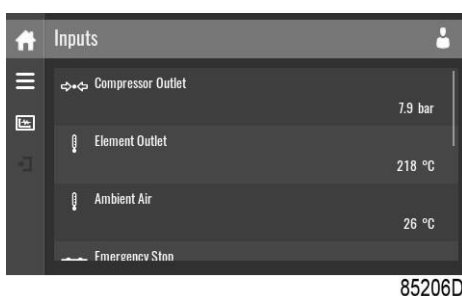 Inputs
Compressor Outlet
7.9 bar
Element Outlet
218 °C
Ambient Air
26 °C
Emergency Stop
85206D